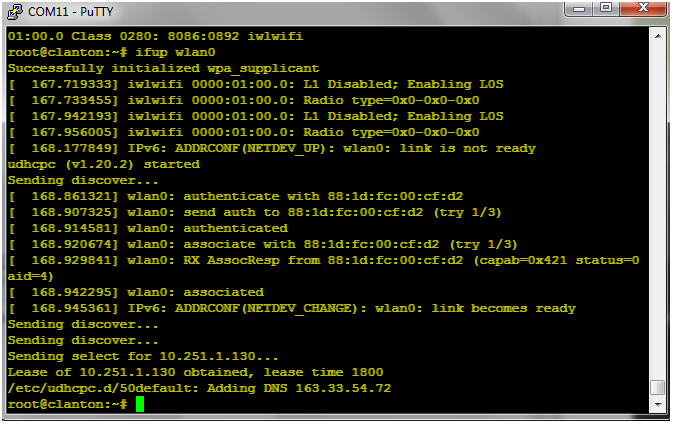 COM11 - PuTTY
01:00.0 Class 0280: 8086:0892 iwlwifi
root@clanton:~# ifup wlan0
Successfully initialized wpa_supplicant
[  167.719333] iwlwifi 0000:01:00.0: L1 Disabled; Enabling L0S
[  167.733455] iwlwifi 0000:01:00.0: Radio type=0x0-0x0-0x0
[  167.942193] iwlwifi 0000:01:00.0: L1 Disabled; Enabling L0S
[  167.956005] iwlwifi 0000:01:00.0: Radio type=0x0-0x0-0x0
[  168.177849] IPv6: ADDRCONF(NETDEV_UP): wlan0: link is not ready
udhcpc (v1.20.2) started
Sending discover...
[  168.861321] wlan0: authenticate with 88:1d:fc:00:cf:d2
[  168.907325] wlan0: send auth to 88:1d:fc:00:cf:d2 (try 1/3)
[  168.914581] wlan0: authenticated
[  168.920674] wlan0: associate with 88:1d:fc:00:cf:d2 (try 1/3)
[  168.929841] wlan0: RX AssocResp from 88:1d:fc:00:cf:d2 (capab=0x421 status=0
aid=4)
[  168.942295] wlan0: associated
[  168.945361] IPv6: ADDRCONF(NETDEV_CHANGE): wlan0: link becomes ready
Sending discover...
Sending discover...
Sending select for 10.251.1.130...
Lease of 10.251.1.130 obtained, lease time 1800
/etc/udhcpc.d/50default: Adding DNS 163.33.54.72
root@clanton:~#